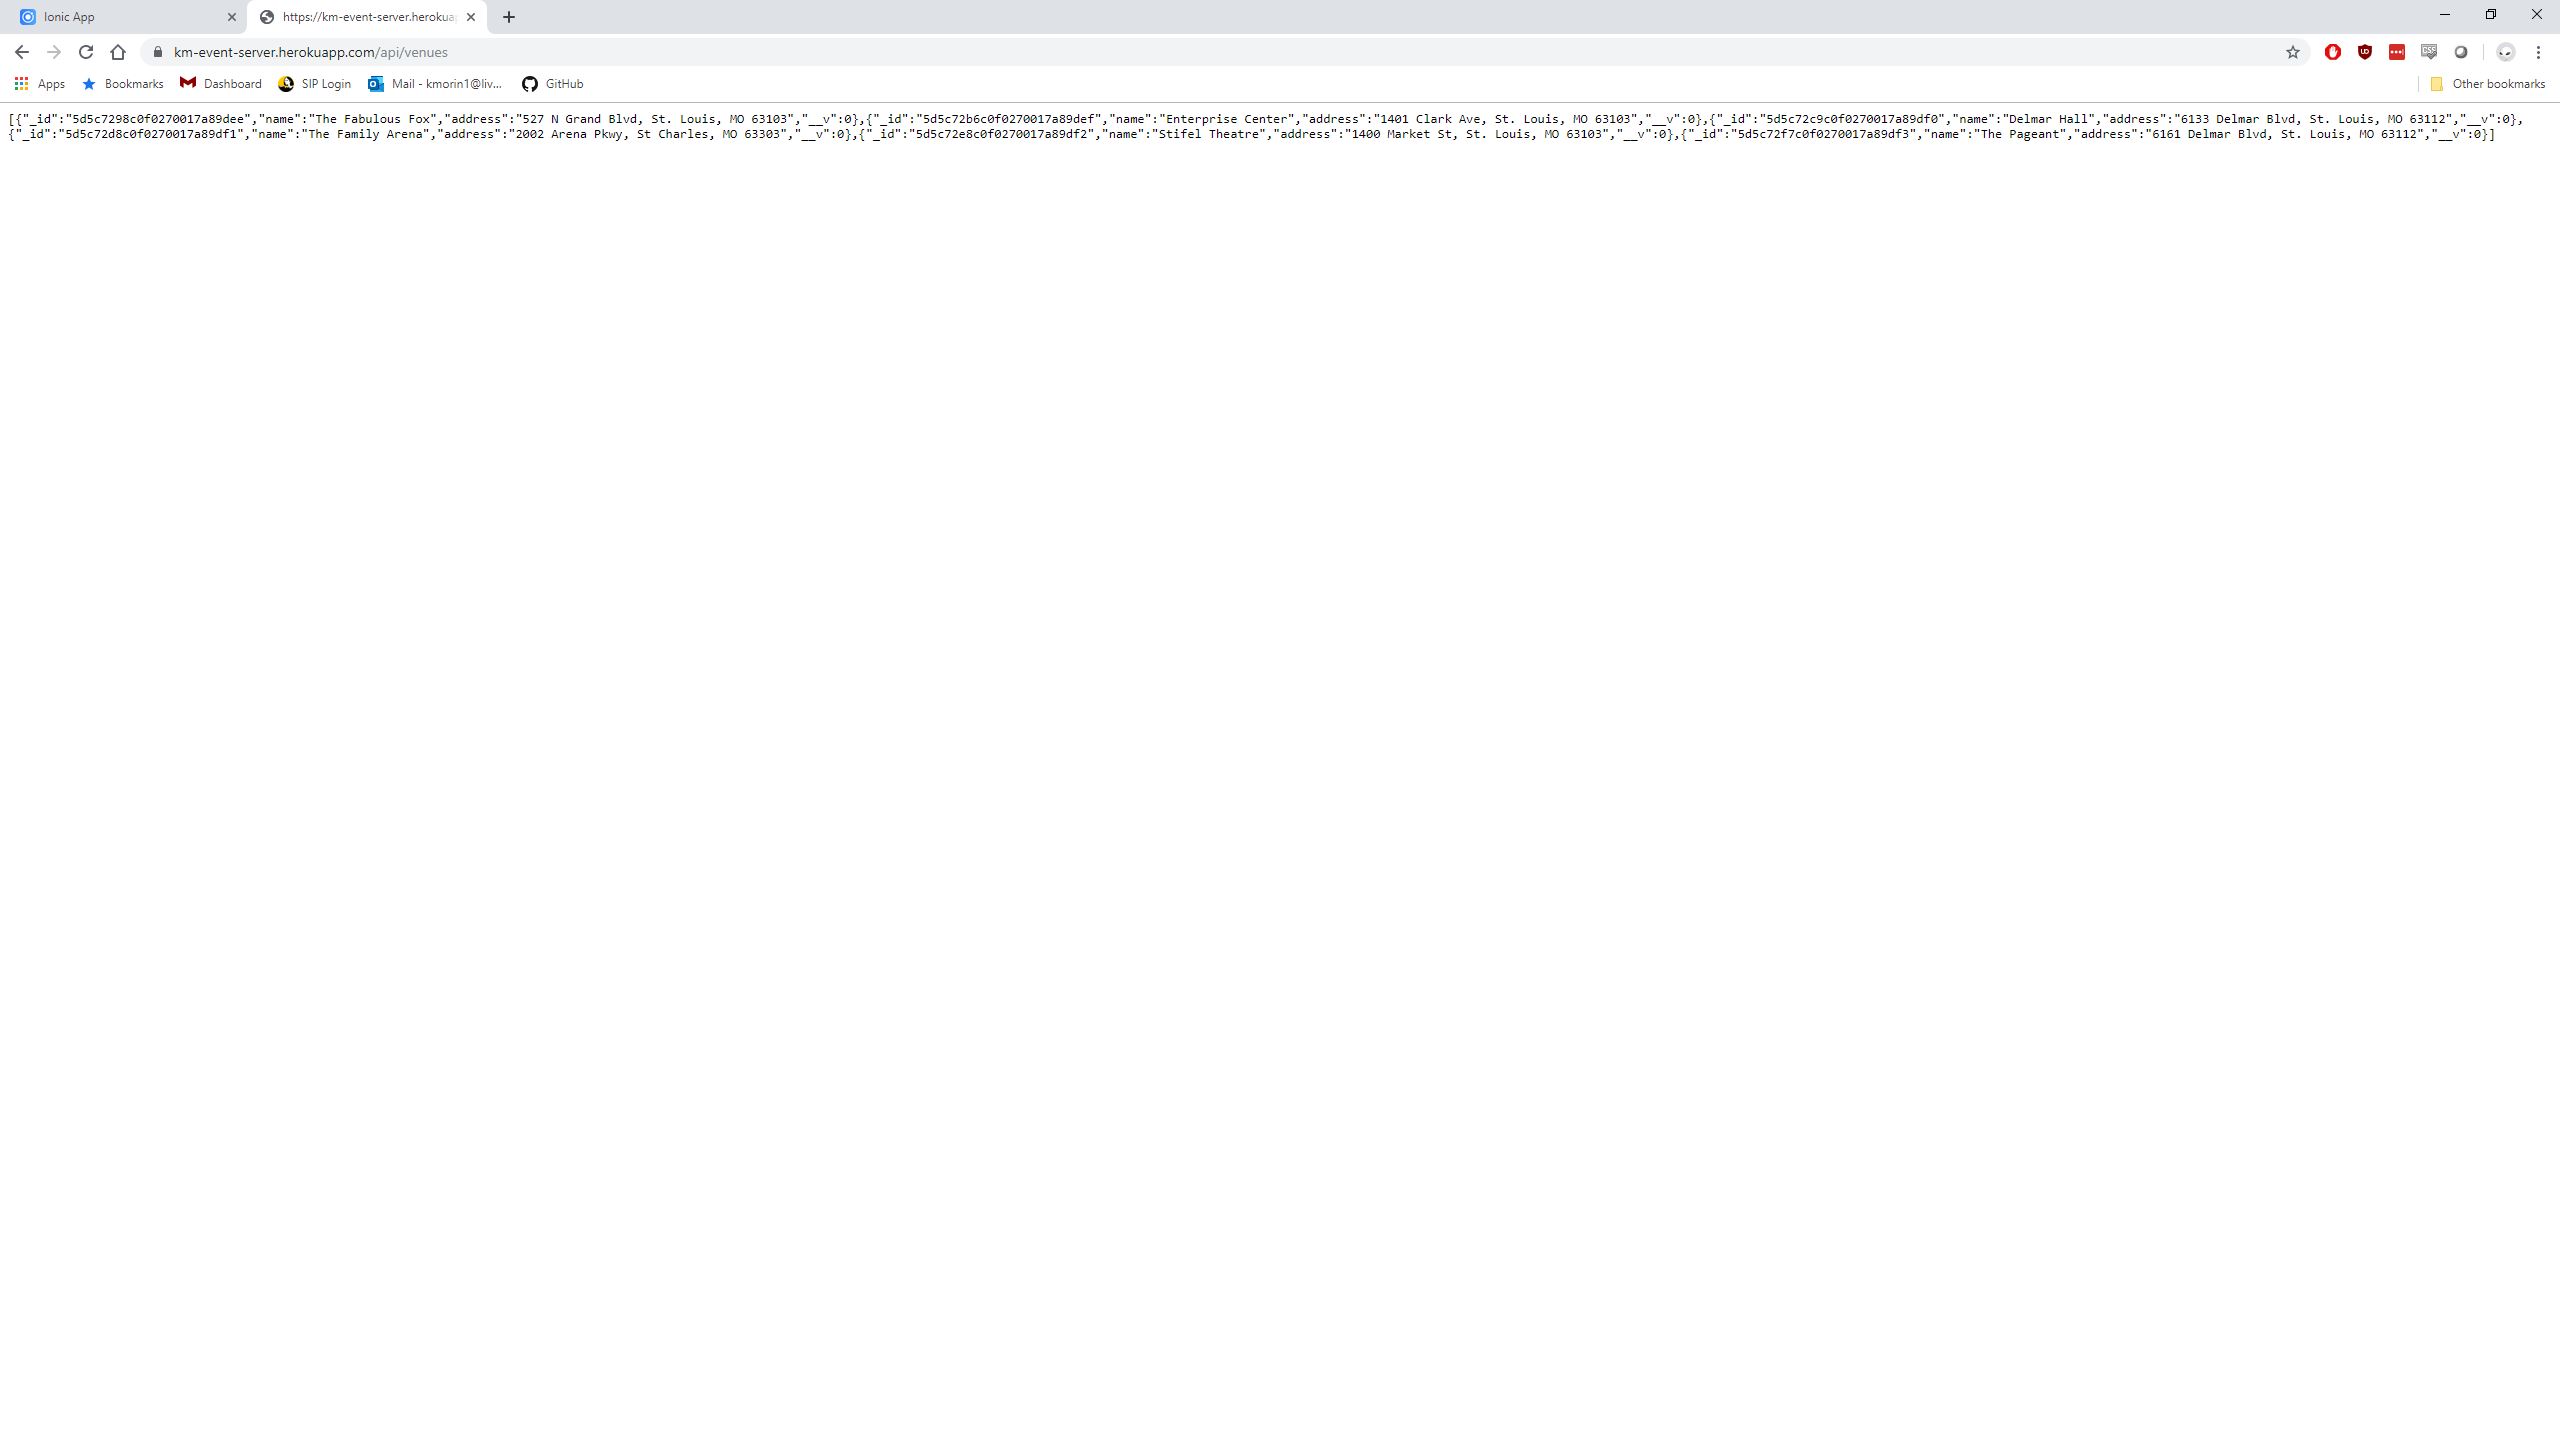 Ionic App
https://km-event-server.herokua
km-event-server.herokuapp.com/api/venues
Apps Bookmarks Dashboard SIP Login Mail - kmorin1@liv... GitHub Other bookmarks
[{"_id":"5d5c7298c0f0270017a89dee","name":"The Fabulous Fox","address":"527 N Grand Blvd, St. Louis, MO 63103","__v":0},{"_id":"5d5c72b6c0f0270017a89def","name":"Enterprise Center","address":"1401 Clark Ave, St. Louis, MO 63103","__v":0},{"_id":"5d5c72c9c0f0270017a89df0","name":"Delmar Hall","address":"6133 Delmar Blvd, St. Louis, MO 63112","__v":0},
{"_id":"5d5c72d8c0f0270017a89df1","name":"The Family Arena","address":"2002 Arena Pkwy, St Charles, MO 63303","__v":0},{"_id":"5d5c72e8c0f0270017a89df2","name":"Stifel Theatre","address":"1400 Market St, St. Louis, MO 63103","__v":0},{"_id":"5d5c72f7c0f0270017a89df3","name":"The Pageant","address":"6161 Delmar Blvd, St. Louis, MO 63112","__v":0}]